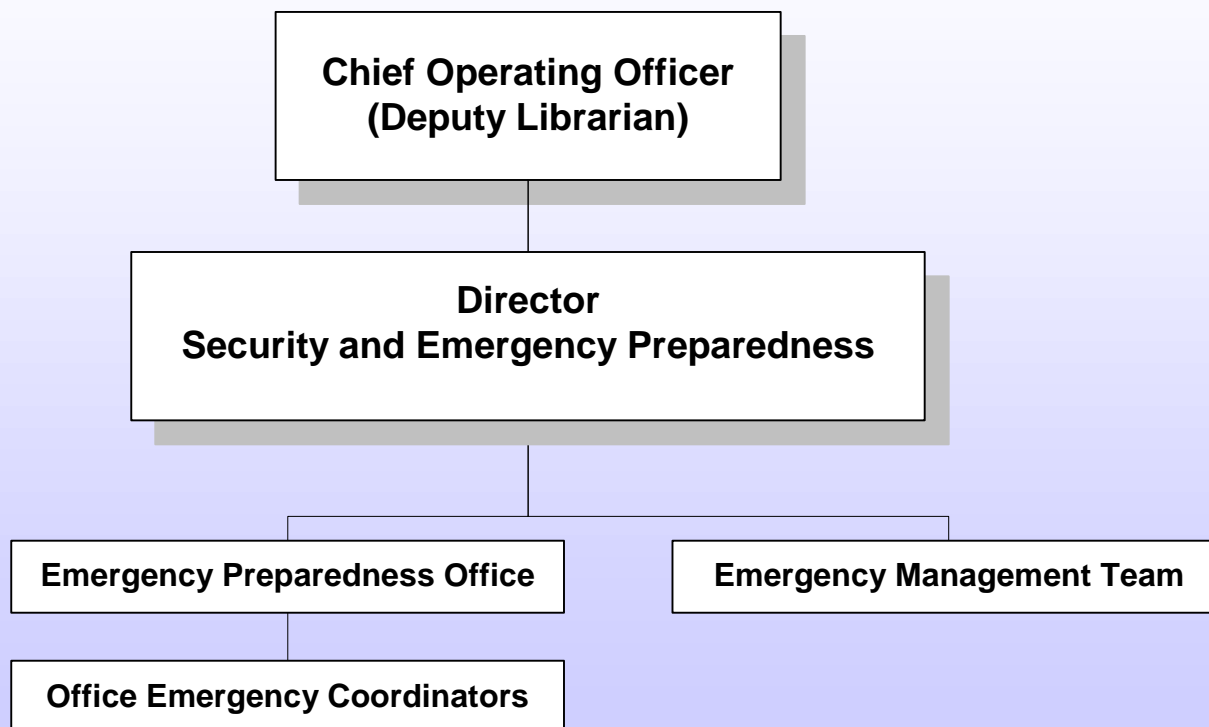 Chief Operating Officer
(Deputy Librarian)
Director
Security and Emergency Preparedness
Emergency Preparedness Office
Emergency Management Team
Office Emergency Coordinators